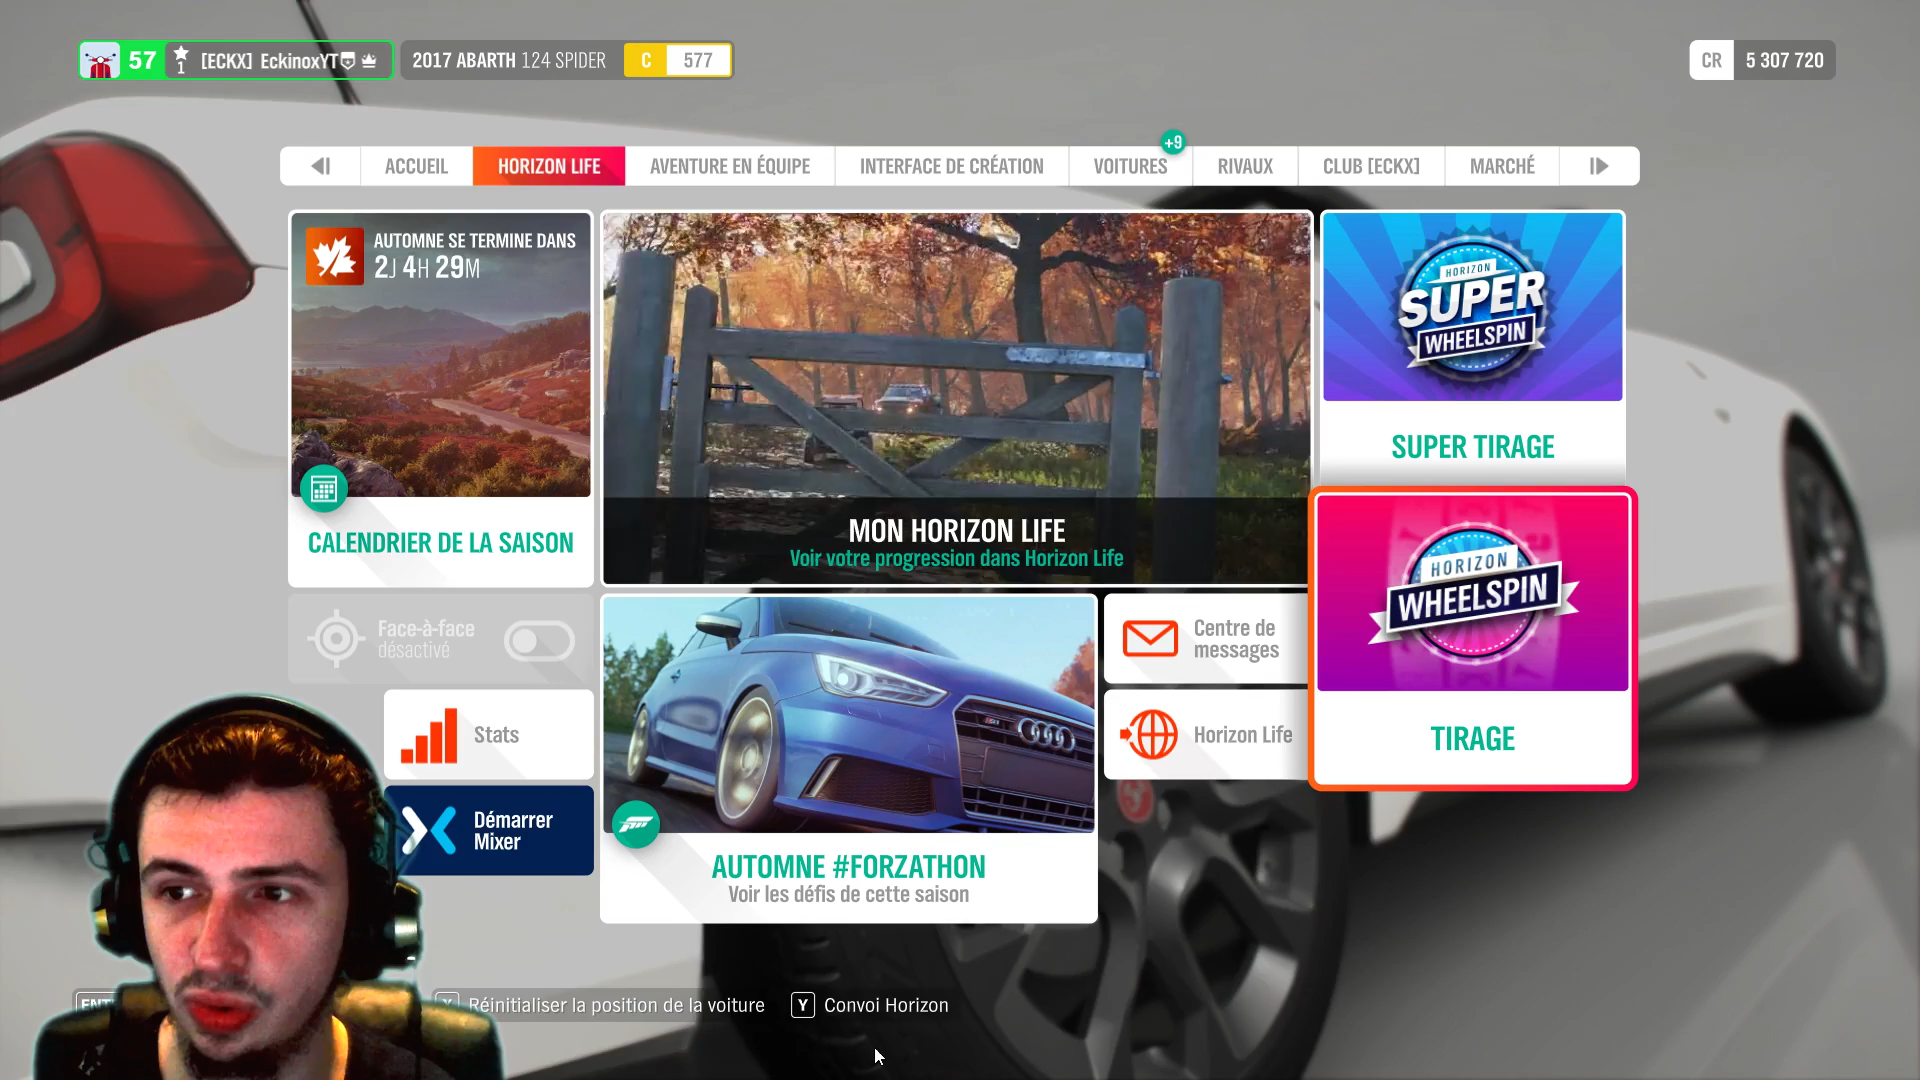 57 1 [ECKX] EckinoxYT 2017 ABARTH 124 SPIDER C 577 CR 5 307 720
+9
ACCUEIL HORIZON LIFE AVENTURE EN ÉQUIPE INTERFACE DE CRÉATION VOITURES RIVAUX CLUB [ECKX] MARCHÉ
AUTOMNE SE TERMINE DANS
2J 4H 29M
CALENDRIER DE LA SAISON
MON HORIZON LIFE
Voir votre progression dans Horizon Life
HORIZON
SUPER
WHEELSPIN
SUPER TIRAGE
HORIZON
WHEELSPIN
TIRAGE
Face-à-face
désactivé
Stats
Démarrer
Mixer
AUTOMNE #FORZATHON
Voir les défis de cette saison
Centre de
messages
Horizon Life
X Réinitialiser la position de la voiture Y Convoi Horizon